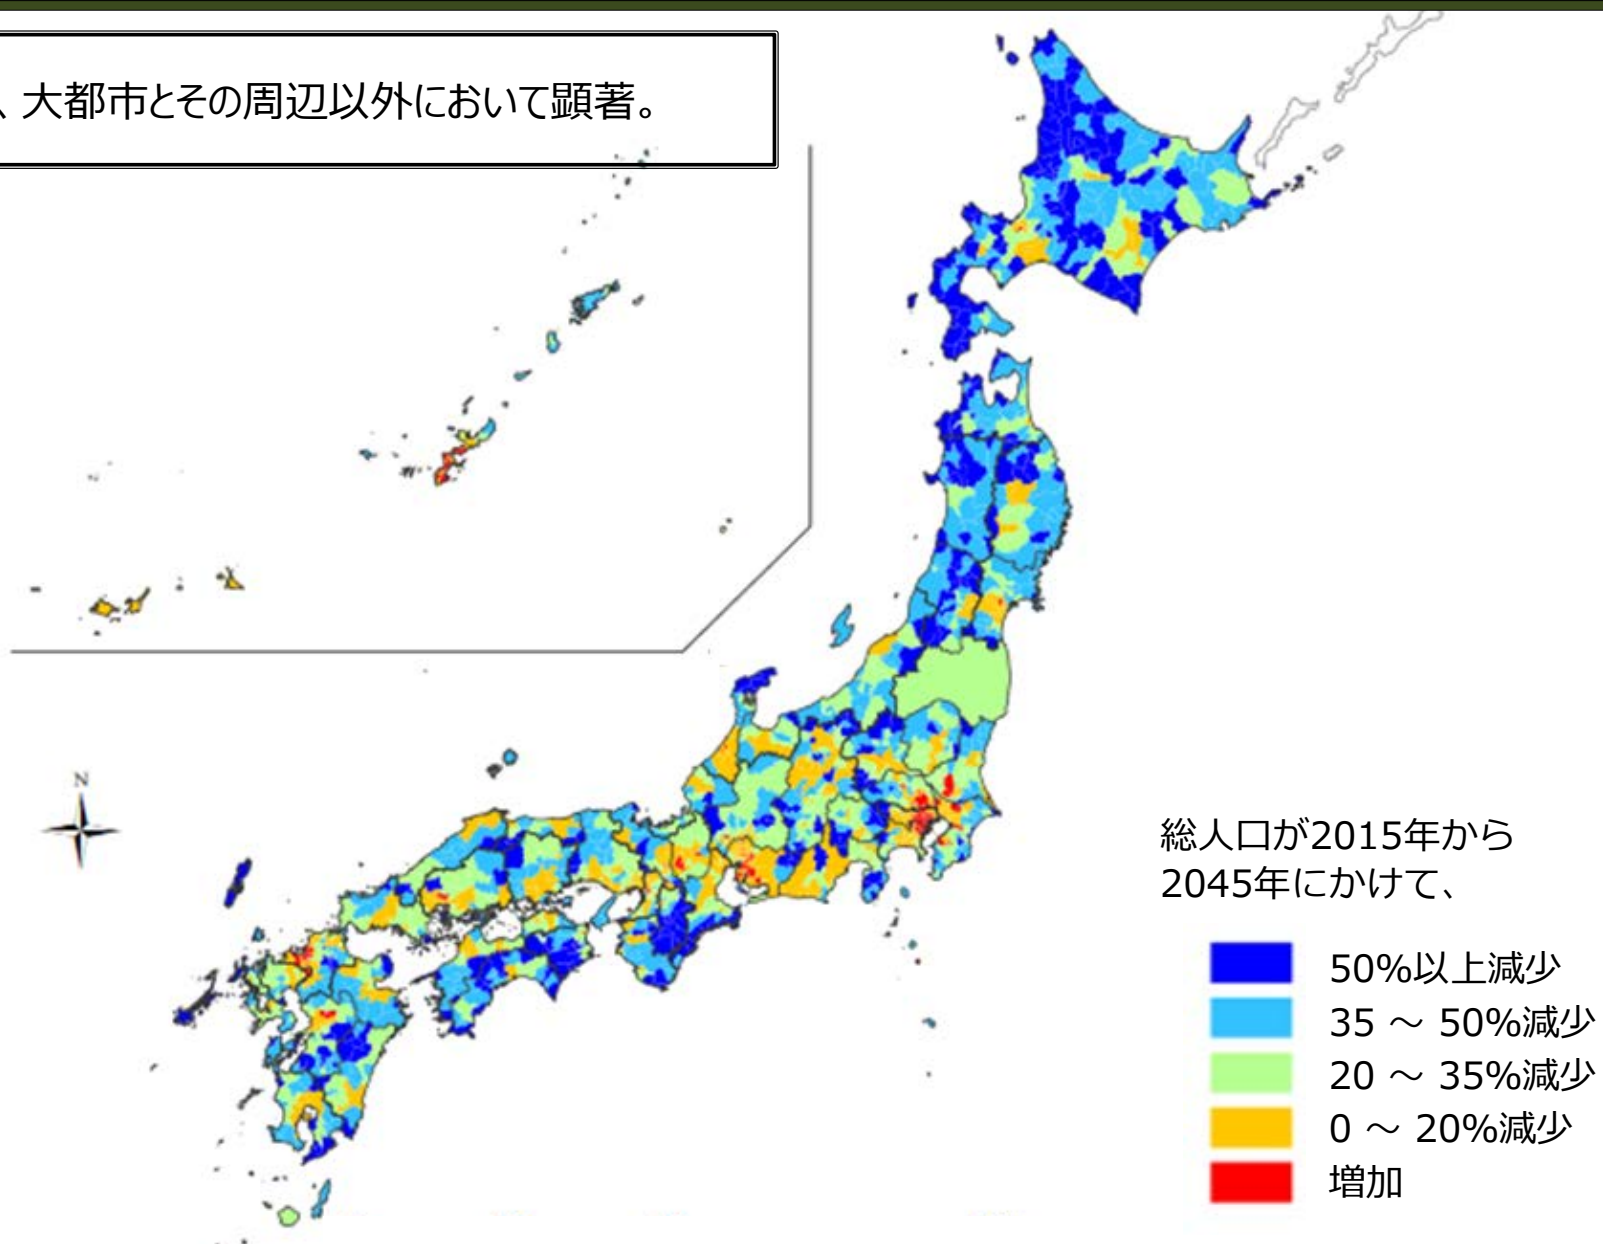 、大都市とその周辺以外において顕著。
N
総人口が2015年から
2045年にかけて、
50%以上減少
35 ～ 50%減少
20 ～ 35%減少
0 ～ 20%減少
増加